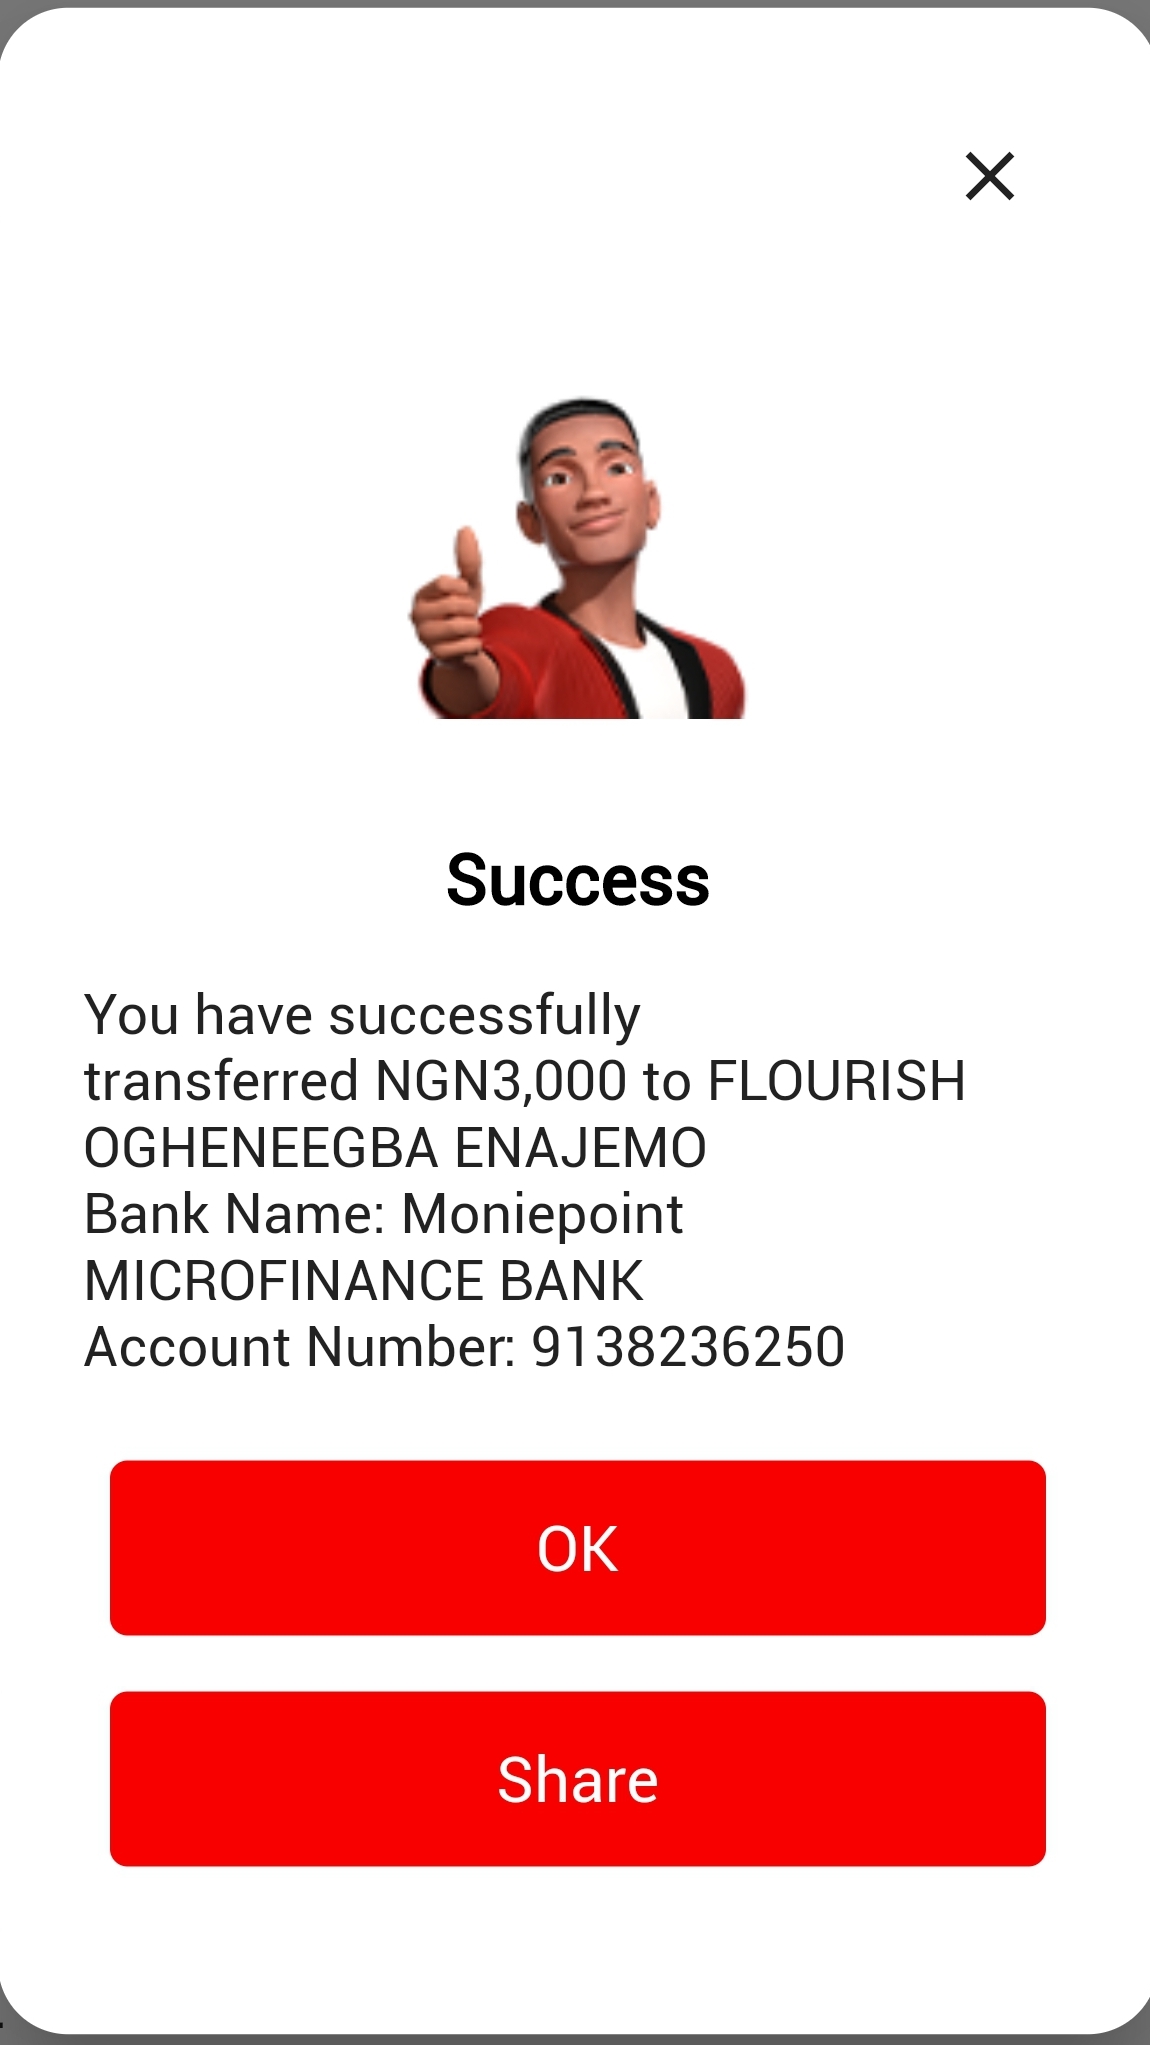 Success
You have successfully
transferred NGN3,000 to FLOURISH
OGHENEEGBA ENAJEMO
Bank Name: Moniepoint
MICROFINANCE BANK
Account Number: 9138236250
OK
Share